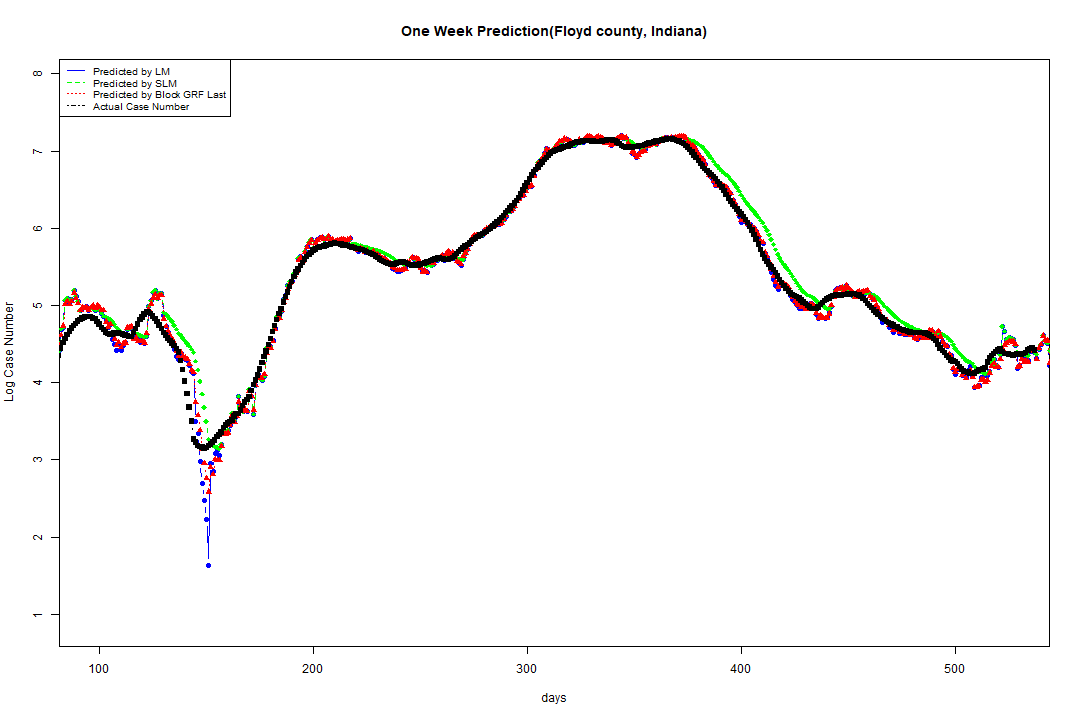 One Week Prediction(Floyd county, Indiana)
Predicted by LM
Predicted by SLM
Predicted by Block GRF Last
Actual Case Number
8
7
6
5
4
3
2
1
Log Case Number
100 200 300 400 500
days